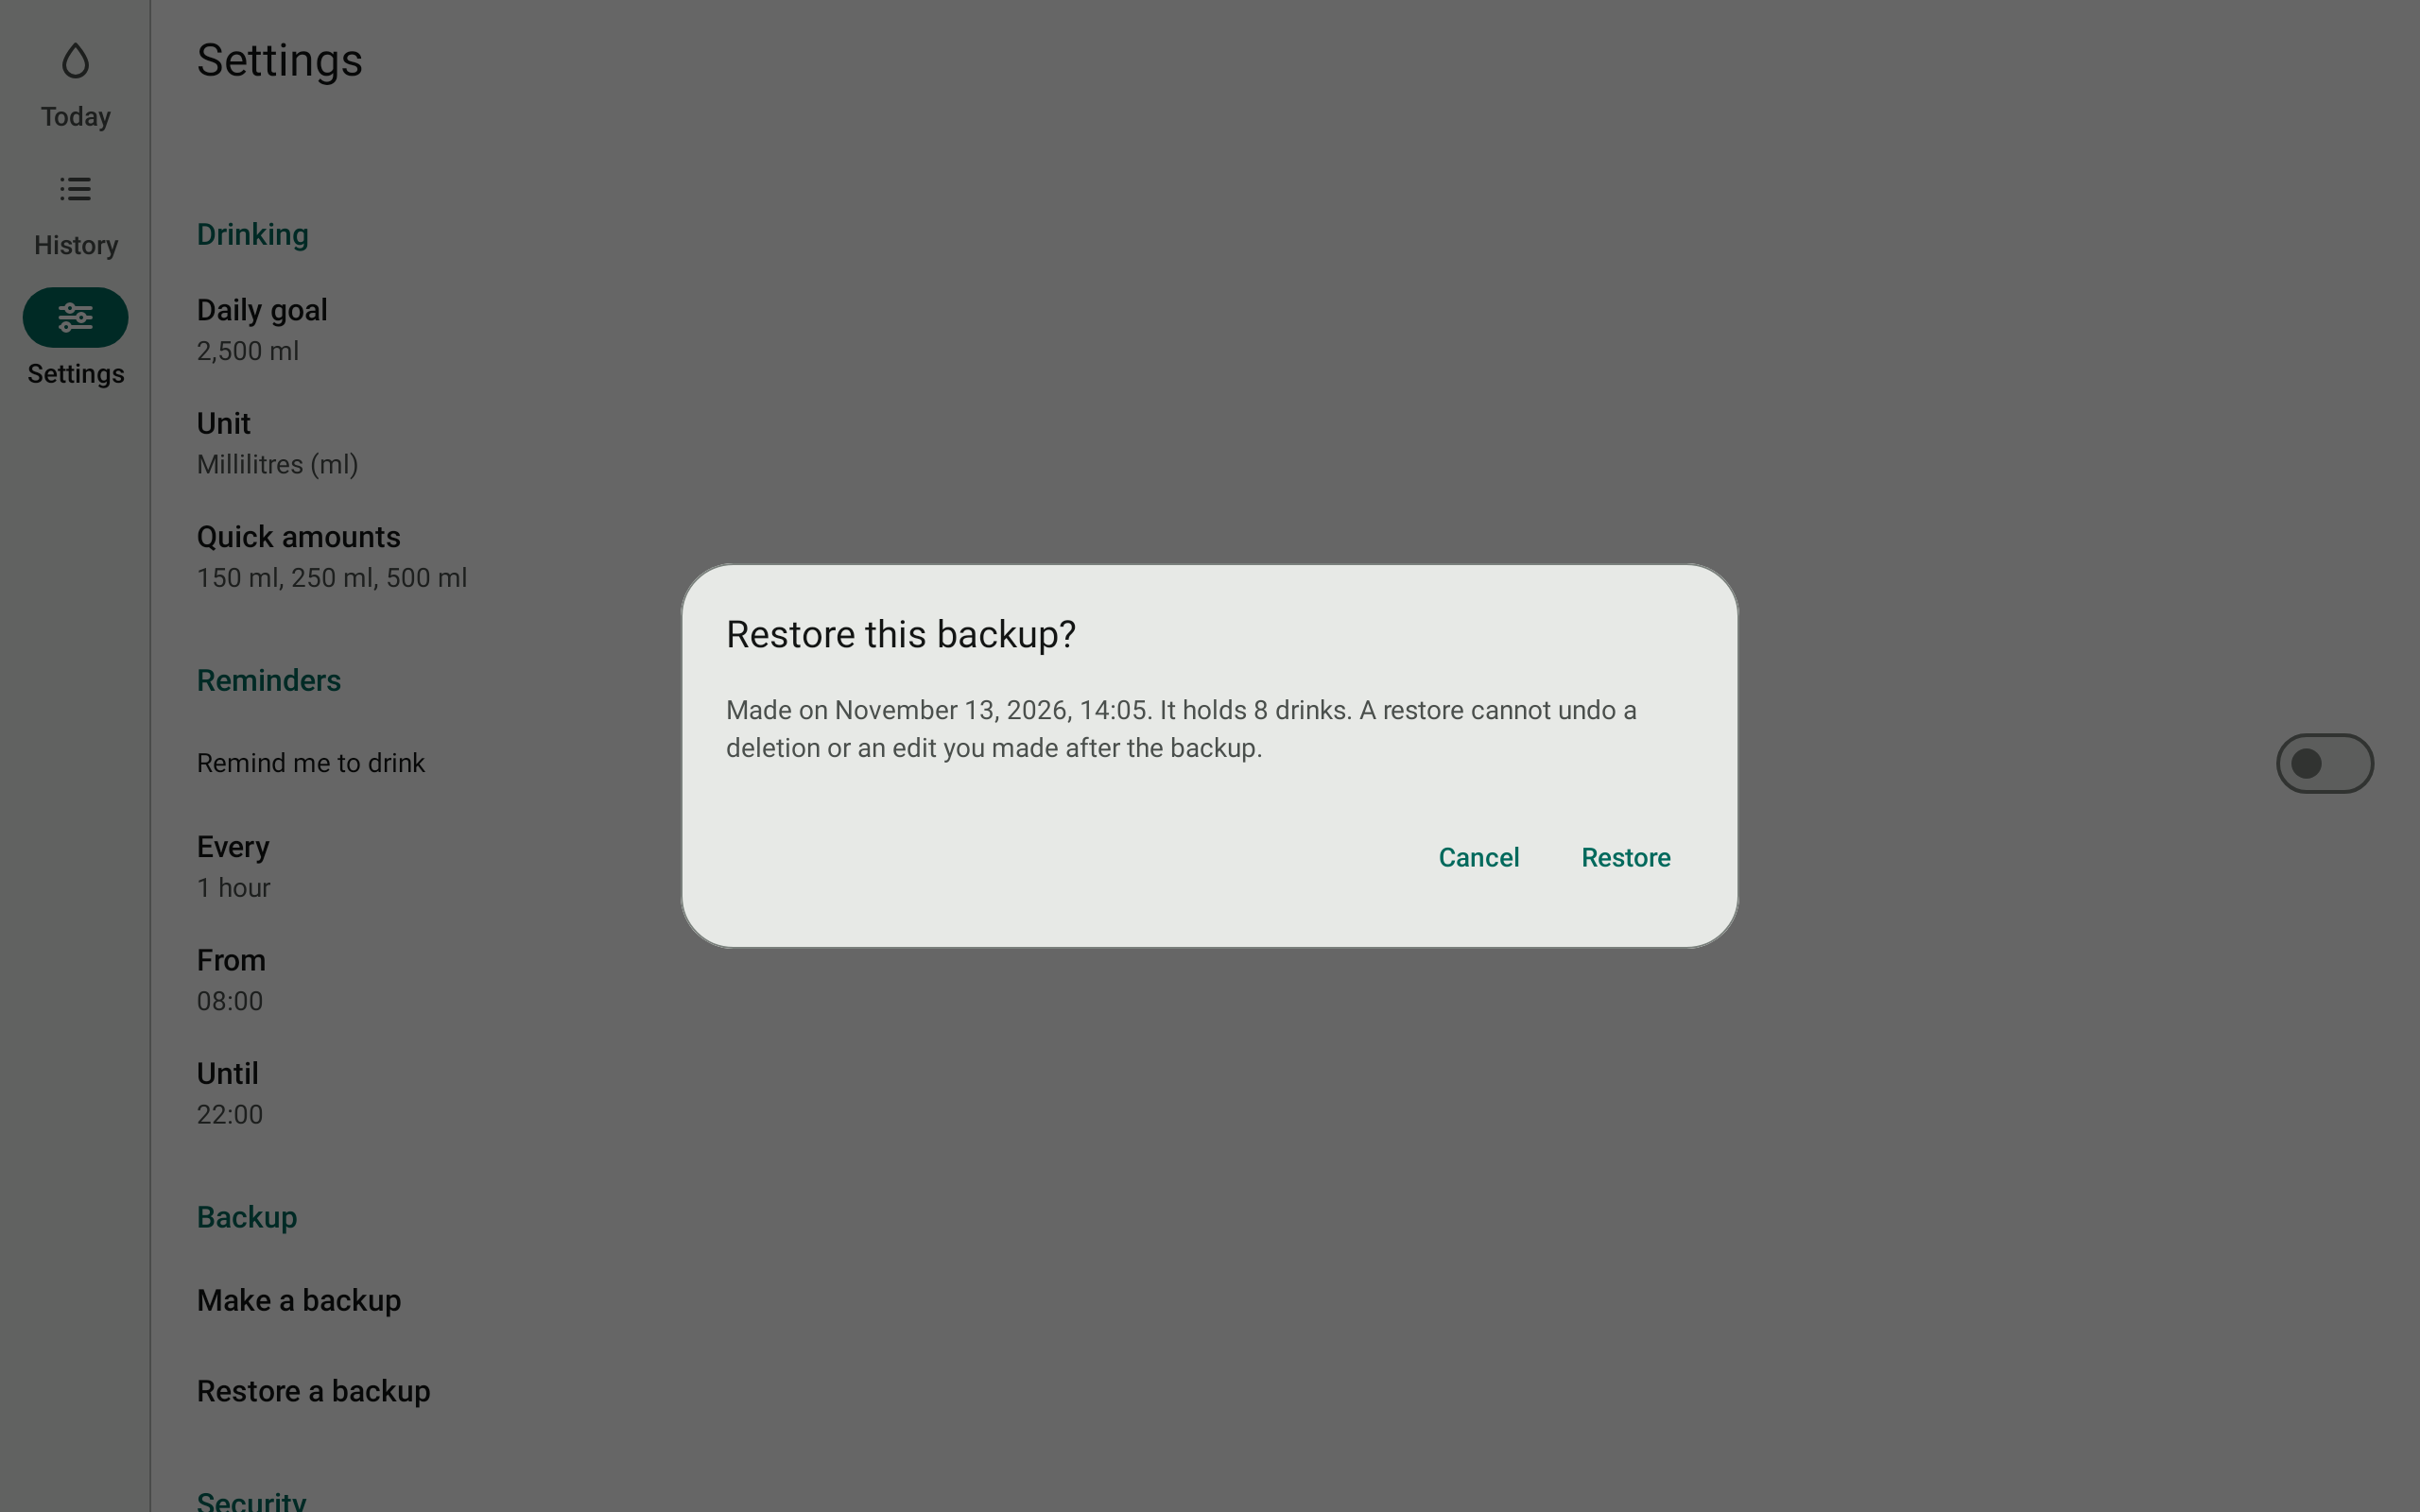 Settings
Today
History
Settings
Drinking
Daily goal
2,500 ml
Unit
Millilitres (ml)
Quick amounts
150 ml, 250 ml, 500 ml
Reminders
Remind me to drink
Every
1 hour
From
08:00
Until
22:00
Backup
Make a backup
Restore a backup
Security
Restore this backup?
Made on November 13, 2026, 14:05. It holds 8 drinks. A restore cannot undo a
deletion or an edit you made after the backup.
Cancel
Restore